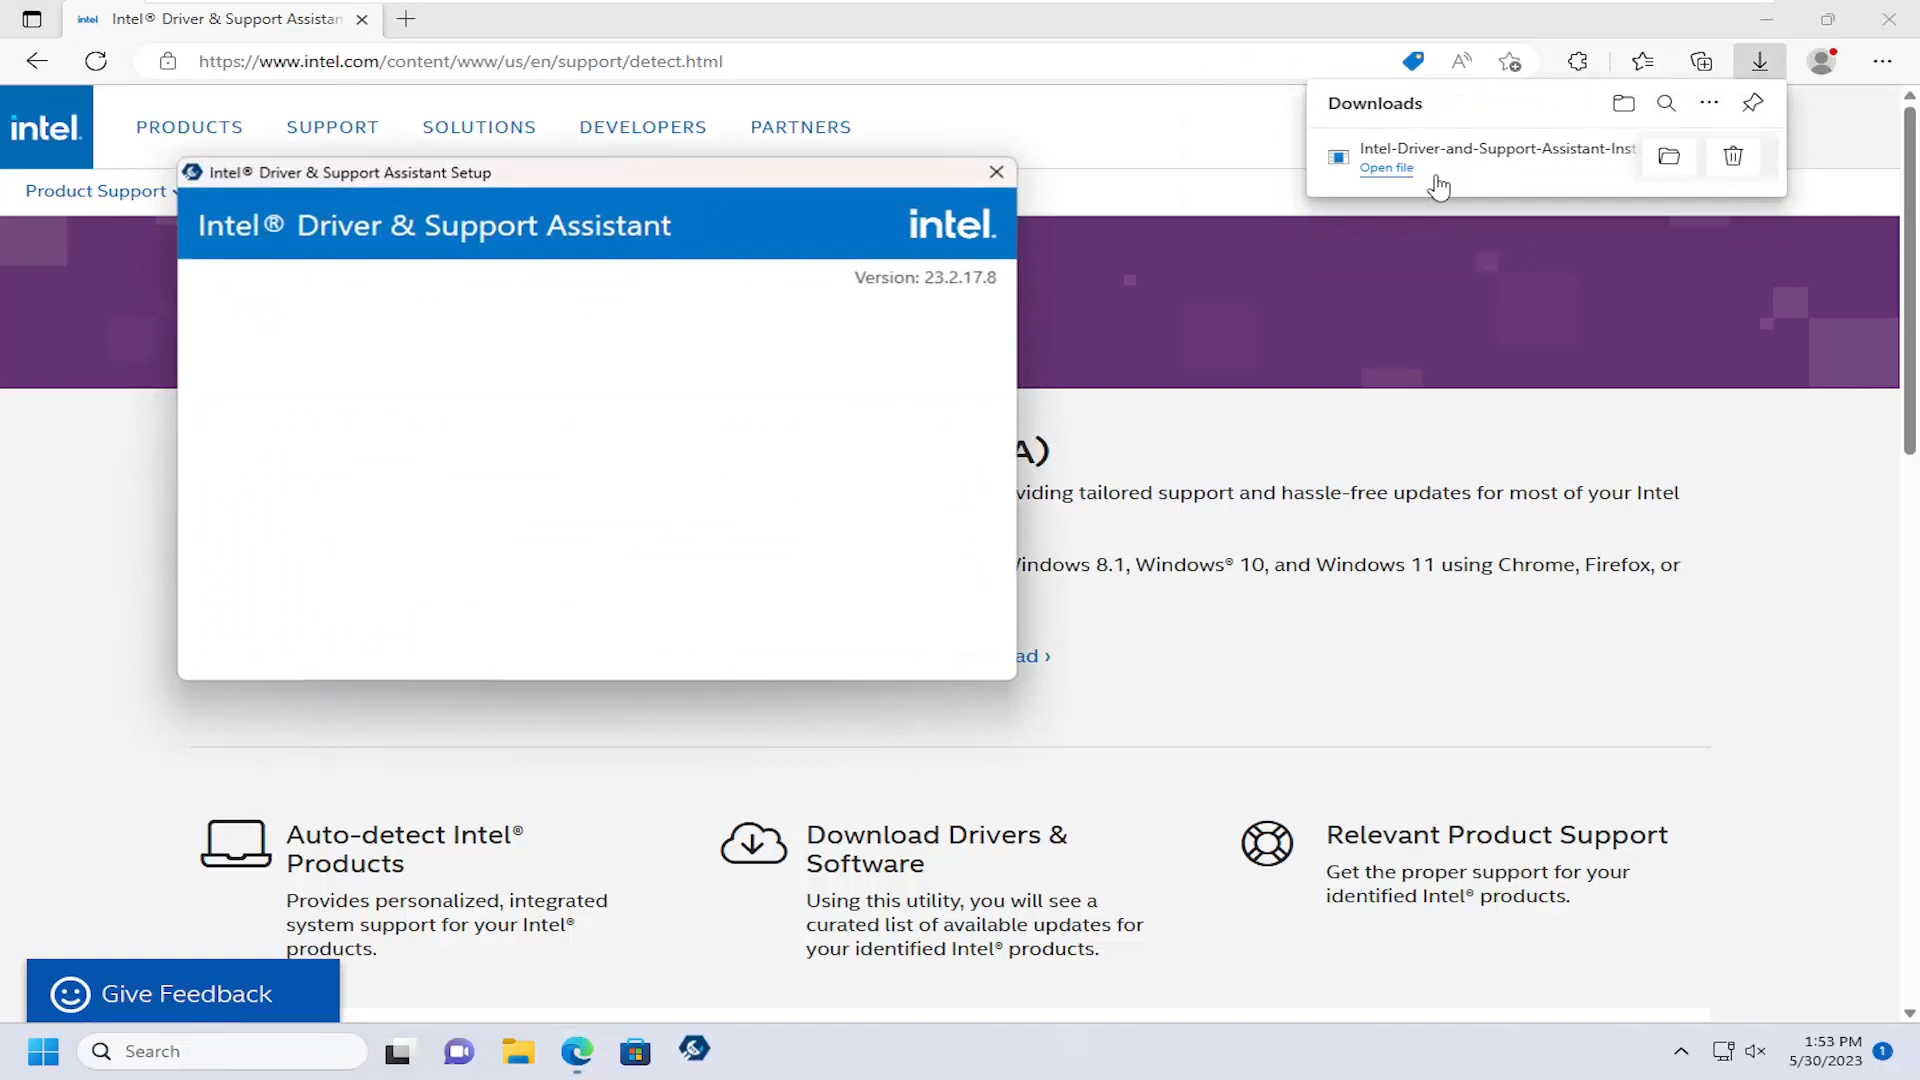 intel Intel® Driver & Support Assistan
https://www.intel.com/content/www/us/en/support/detect.html
Downloads
Intel-Driver-and-Support-Assistant-Inst
Open file
intel. PRODUCTS SUPPORT SOLUTIONS DEVELOPERS PARTNERS
Product Support
Intel® Driver & Support Assistant Setup
Intel® Driver & Support Assistant intel.
Version: 23.2.17.8
A)
viding tailored support and hassle-free updates for most of your Intel
Windows 8.1, Windows® 10, and Windows 11 using Chrome, Firefox, or
ad ›
Auto-detect Intel®
Products
Provides personalized, integrated
system support for your Intel®
products.
Download Drivers &
Software
Using this utility, you will see a
curated list of available updates for
your identified Intel® products.
Relevant Product Support
Get the proper support for your
identified Intel® products.
Give Feedback
Search
1:53 PM
5/30/2023
1